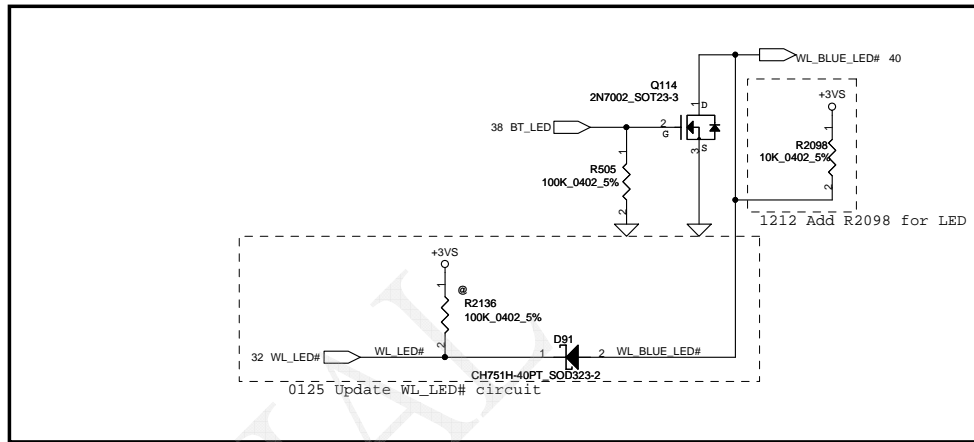 WL_BLUE_LED# 40
Q114
2N7002_SOT23-3
1
D
+3VS
38 BT_LED
2
G
3
S
1
R2098
10K_0402_5%
2
1
R505
100K_0402_5%
2
1212 Add R2098 for LED
+3VS
1
@
R2136
100K_0402_5%
2
D91
32 WL_LED#
WL_LED#
1
2
WL_BLUE_LED#
CH751H-40PT_SOD323-2
0125 Update WL_LED# circuit